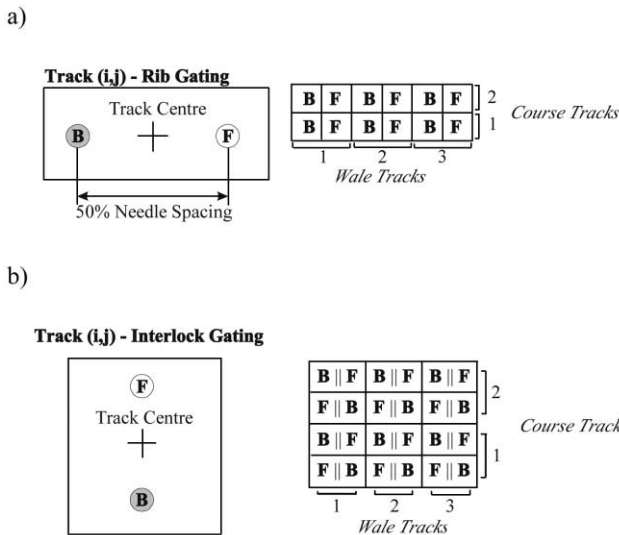 a)
Track (i,j) - Rib Gating
Track Centre
B
F
50% Needle Spacing
B F B F B F
B F B F B F
2
1
Course Tracks
1 2 3
Wale Tracks
b)
Track (i,j) - Interlock Gating
F
Track Centre
B
B || F B || F B || F
F || B F || B F || B
B || F B || F B || F
F || B F || B F || B
2
1
Course Track
1 2 3
Wale Tracks